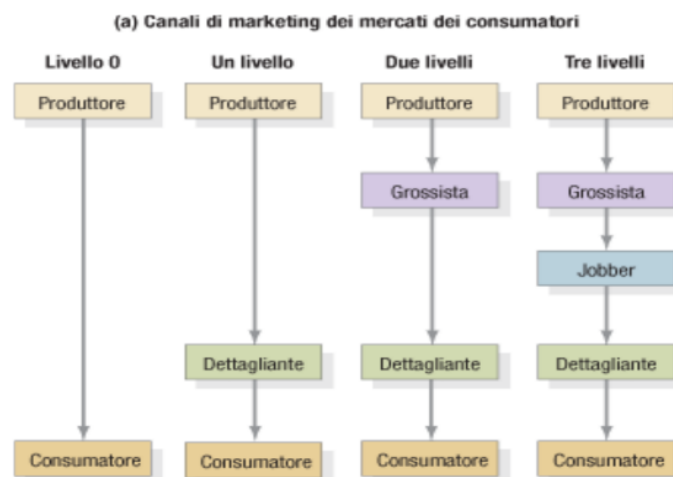 (a) Canali di marketing dei mercati dei consumatori
Livello 0 Un livello Due livelli Tre livelli
Produttore Produttore Produttore Produttore
Grossista Grossista
Jobber
Dettagliante Dettagliante Dettagliante
Consumatore Consumatore Consumatore Consumatore